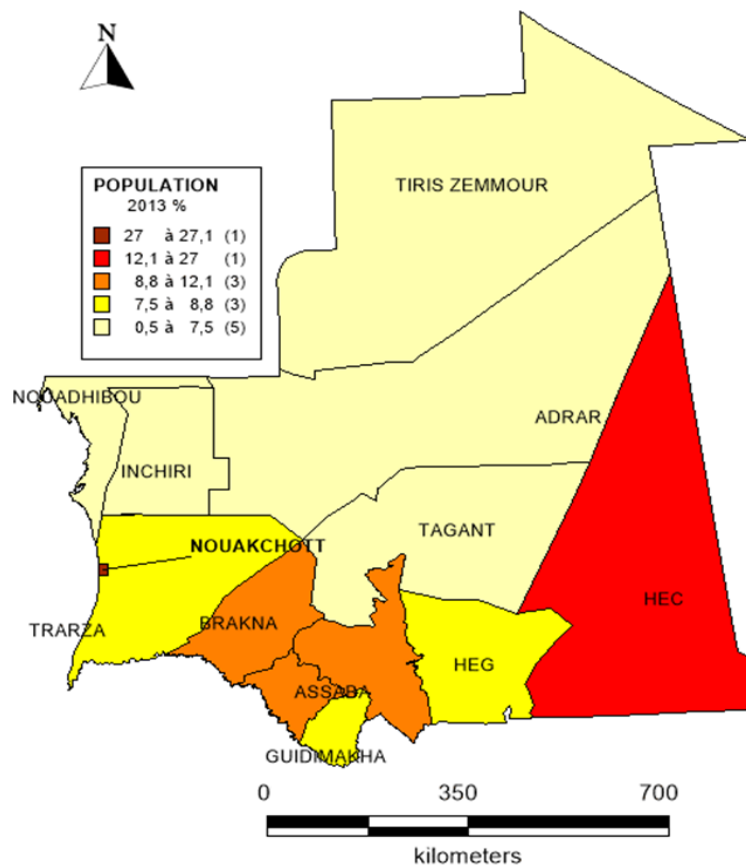 N
TIRIS ZEMMOUR
POPULATION
2013 %
27 à 27,1 (1)
12,1 à 27 (1)
8,8 à 12,1 (3)
7,5 à 8,8 (3)
0,5 à 7,5 (5)
NOUADHIBOU
ADRAR
INCHIRI
TAGANT
NOUAKCHOTT
HEC
TRARZA
BRAKNA
HEG
ASSABA
GUIDIMAKHA
0 350 700
kilometers